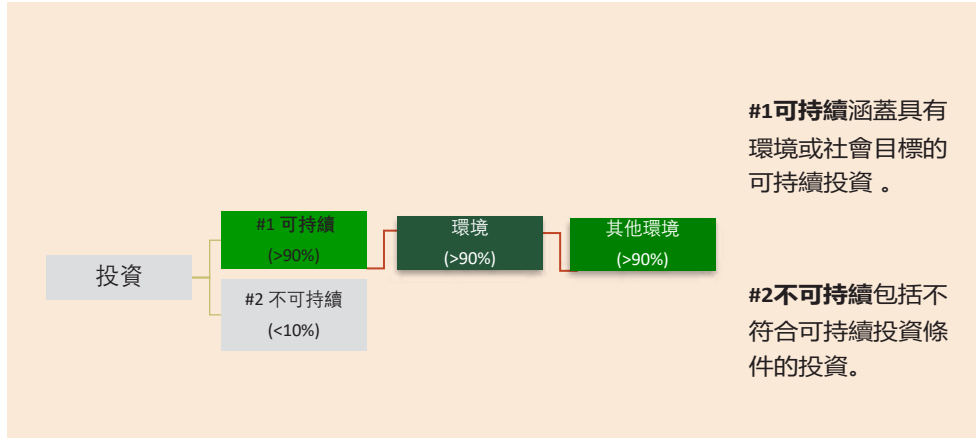 投資
#1 可持續
(>90%)
#2 不可持續
(<10%)
環境
(>90%)
其他環境
(>90%)
#1可持續涵蓋具有
環境或社會目標的
可持續投資 。
#2不可持續包括不
符合可持續投資條
件的投資。